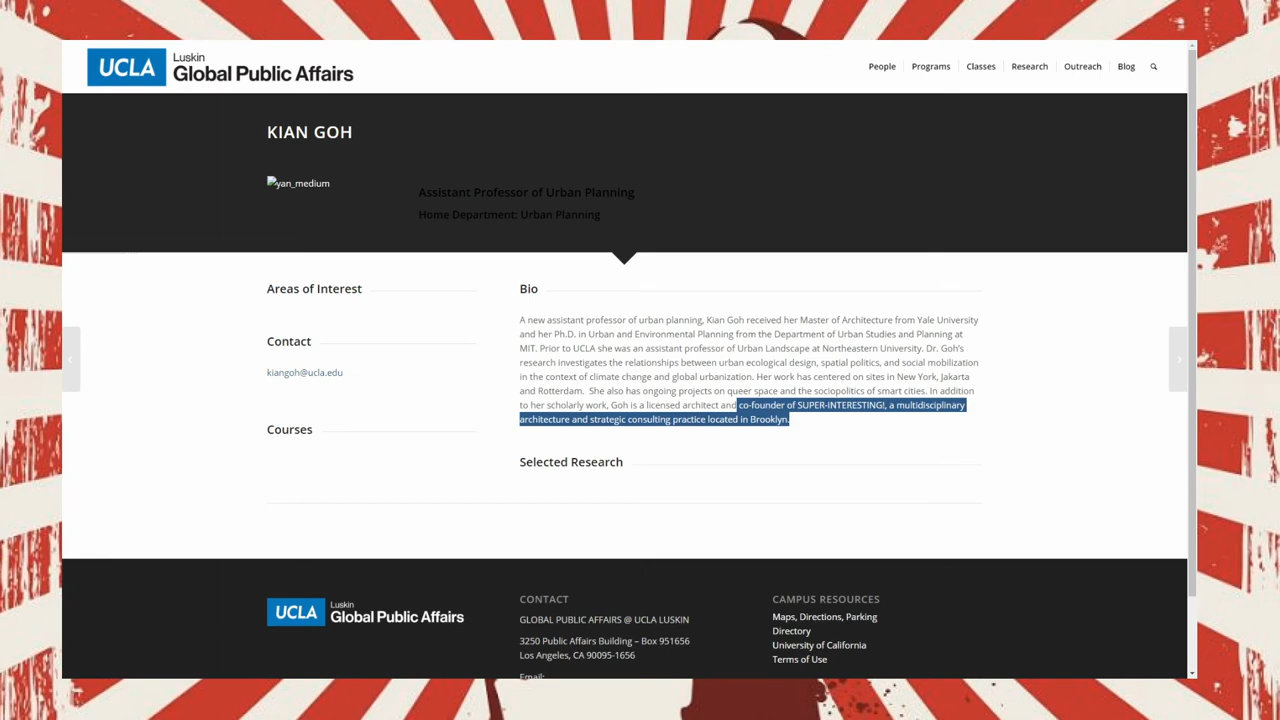 UCLA Luskin
Global Public Affairs
People Programs Classes Research Outreach Blog
KIAN GOH
yan_medium
Assistant Professor of Urban Planning
Home Department: Urban Planning
Areas of Interest
Contact
kiangoh@ucla.edu
Courses
Bio
A new assistant professor of urban planning, Kian Goh received her Master of Architecture from Yale University
and her Ph.D. in Urban and Environmental Planning from the Department of Urban Studies and Planning at
MIT. Prior to UCLA she was an assistant professor of Urban Landscape at Northeastern University. Dr. Goh's
research investigates the relationships between urban ecological design, spatial politics, and social mobilization
in the context of climate change and global urbanization. Her work has centered on sites in New York, Jakarta
and Rotterdam.  She also has ongoing projects on queer space and the sociopolitics of smart cities. In addition
to her scholarly work, Goh is a licensed architect and co-founder of SUPER-INTERESTING!, a multidisciplinary
architecture and strategic consulting practice located in Brooklyn.
Selected Research
UCLA Luskin
Global Public Affairs
CONTACT
GLOBAL PUBLIC AFFAIRS @ UCLA LUSKIN
3250 Public Affairs Building – Box 951656
Los Angeles, CA 90095-1656
Email:
CAMPUS RESOURCES
Maps, Directions, Parking
Directory
University of California
Terms of Use